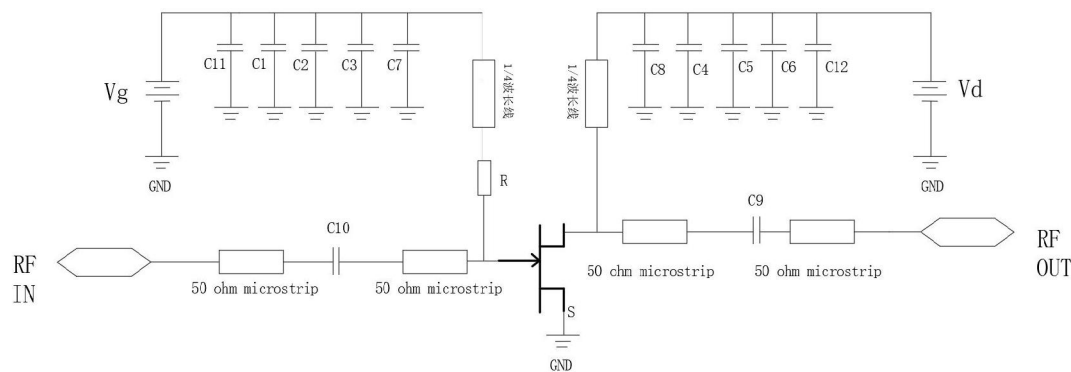 Vg
C11
C1
C2
C3
C7
1/4波长线
1/4波长线
C8
C4
C5
C6
C12
Vd
GND
GND
R
C10
C9
RF
IN
50 ohm microstrip
50 ohm microstrip
50 ohm microstrip
50 ohm microstrip
RF
OUT
S
GND